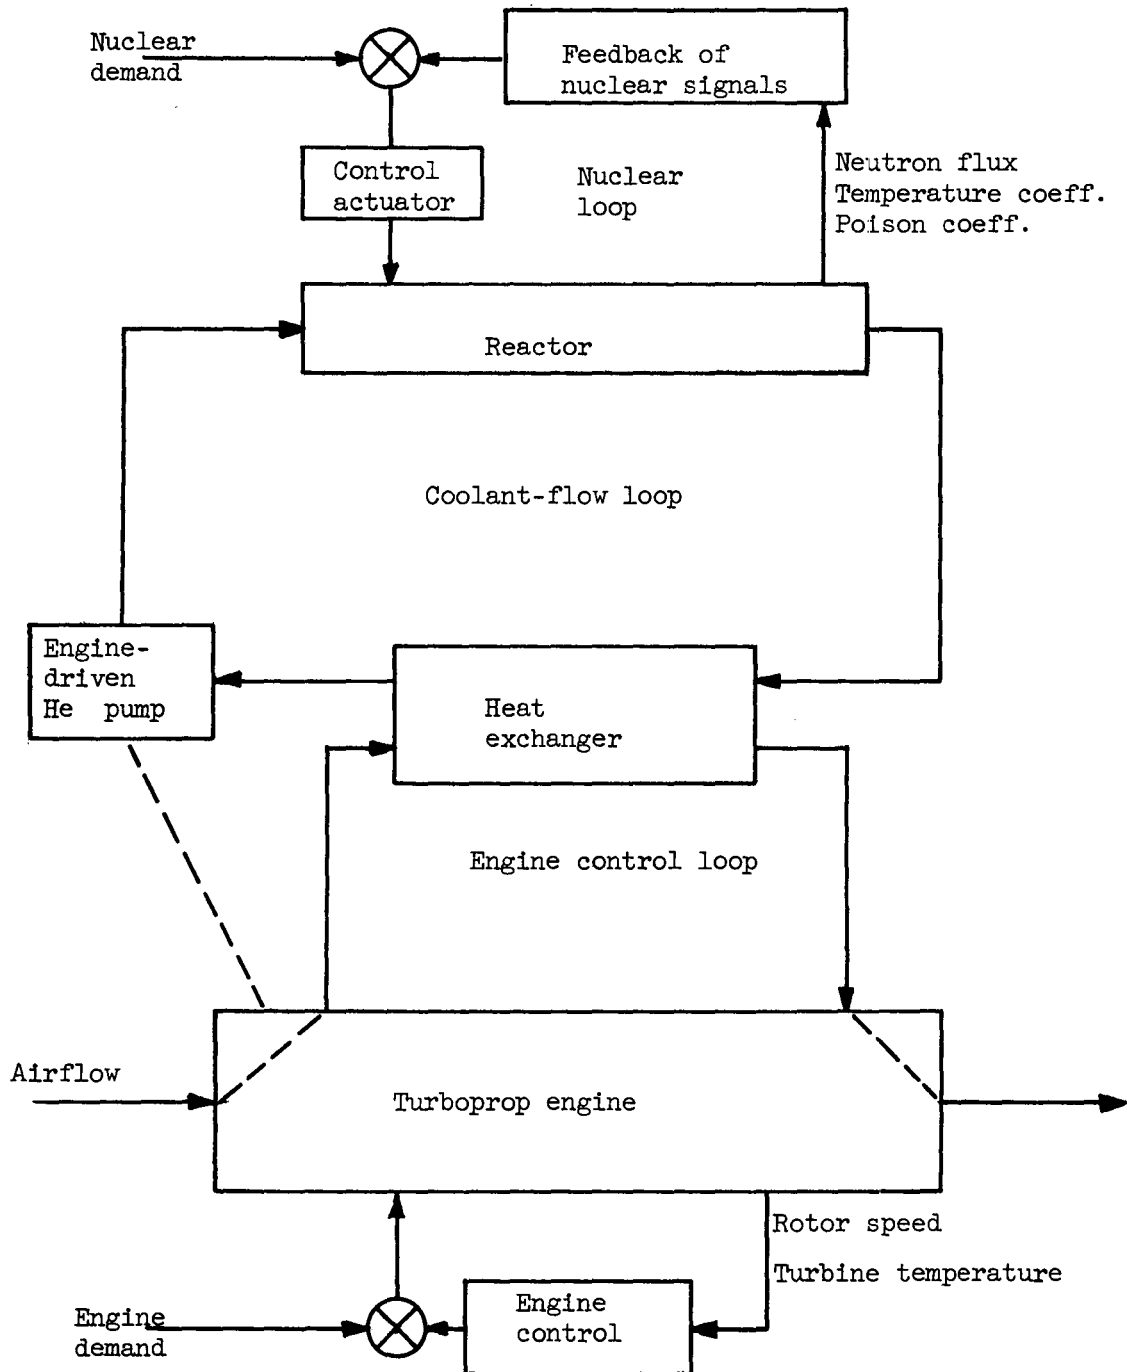 Nuclear
demand
Feedback of
nuclear signals
Control
actuator
Nuclear
loop
Neutron flux
Temperature coeff.
Poison coeff.
Reactor
Coolant-flow loop
Engine-
driven
He pump
Heat
exchanger
Engine control loop
Airflow
Turboprop engine
Rotor speed
Turbine temperature
Engine
demand
Engine
control